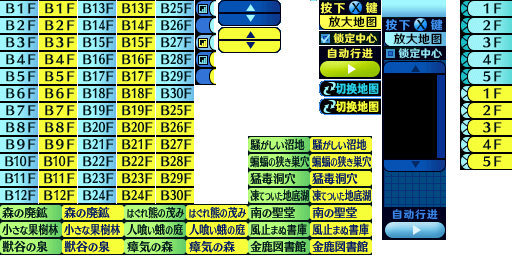 B1F B1F B13F B13F B25F
B2F B2F B14F B14F B26F
B3F B3F B15F B15F B27F
B4F B4F B16F B16F B28F
B5F B5F B17F B17F B29F
B6F B6F B18F B18F B30F
B7F B7F B19F B19F B25F
B8F B8F B20F B20F B26F
B9F B9F B21F B21F B27F
B10F B10F B22F B22F B28F
B11F B11F B23F B23F B29F
B12F B12F B24F B24F B30F
按下 X 键
放大地图
锁定中心
自动行进
切换地图
切换地图
按下 X 键
放大地图
锁定中心
自动行进
1F
2F
3F
4F
5F
1F
2F
3F
4F
5F
騒がしい沼地 騒がしい沼地
蝙蝠の狭き巣穴 蝙蝠の狭き巣穴
猛毒洞穴 猛毒洞穴
凍てついた地底湖 凍てついた地底湖
森の廃鉱 森の廃鉱 はぐれ熊の茂み はぐれ熊の茂み 南の聖堂 南の聖堂
小さな果樹林 小さな果樹林 人喰い蛾の庭 人喰い蛾の庭 風止まぬ書庫 風止まぬ書庫
獣谷の泉 獣谷の泉 瘴気の森 瘴気の森 金鹿図書館 金鹿図書館